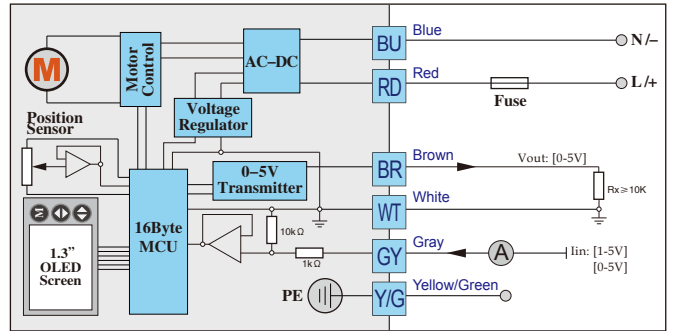 M
Motor
Control
AC–DC
BU
Blue
N/–
RD
Red
Fuse
L/+
Voltage
Regulator
Position
Sensor
0–5V
Transmitter
BR
Brown
Vout: [0-5V]
Rx≥10K
WT
White
16Byte
MCU
10kΩ
1kΩ
GY
Gray
A
Iin: [1-5V]
[0-5V]
M
1.3”
OLED
Screen
PE
Y/G
Yellow/Green